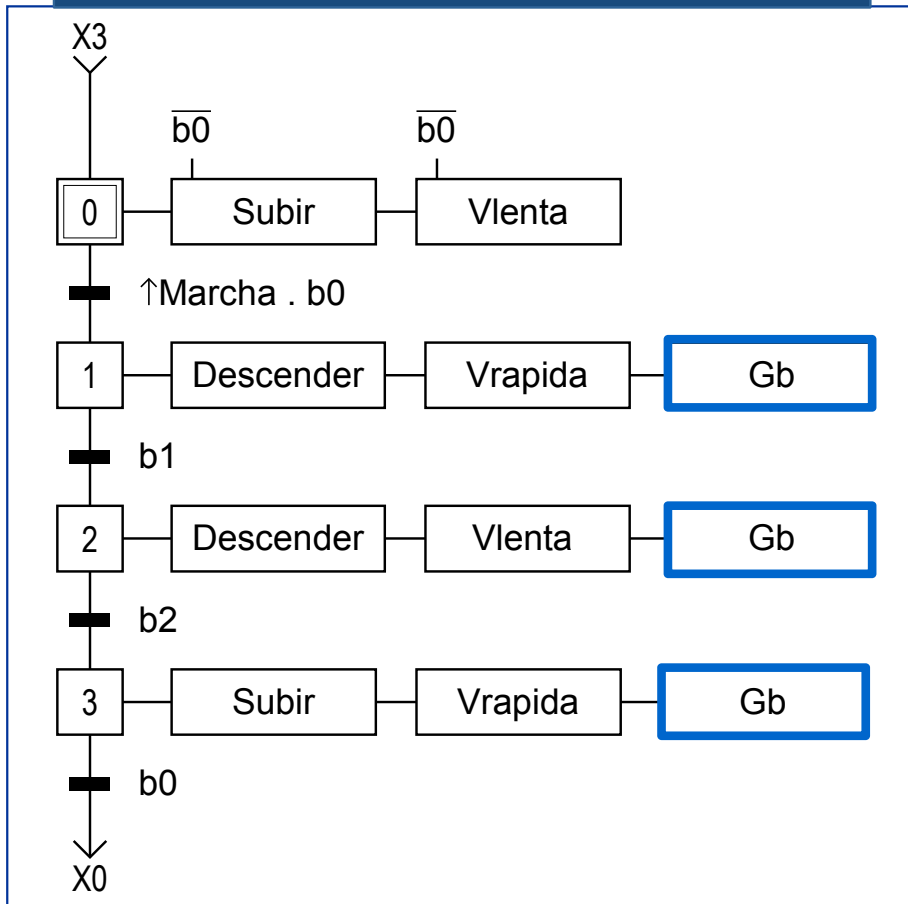 X3
b0 b0
0 Subir Vlenta
↑Marcha . b0
1 Descender Vrapida Gb
b1
2 Descender Vlenta Gb
b2
3 Subir Vrapida Gb
b0
X0